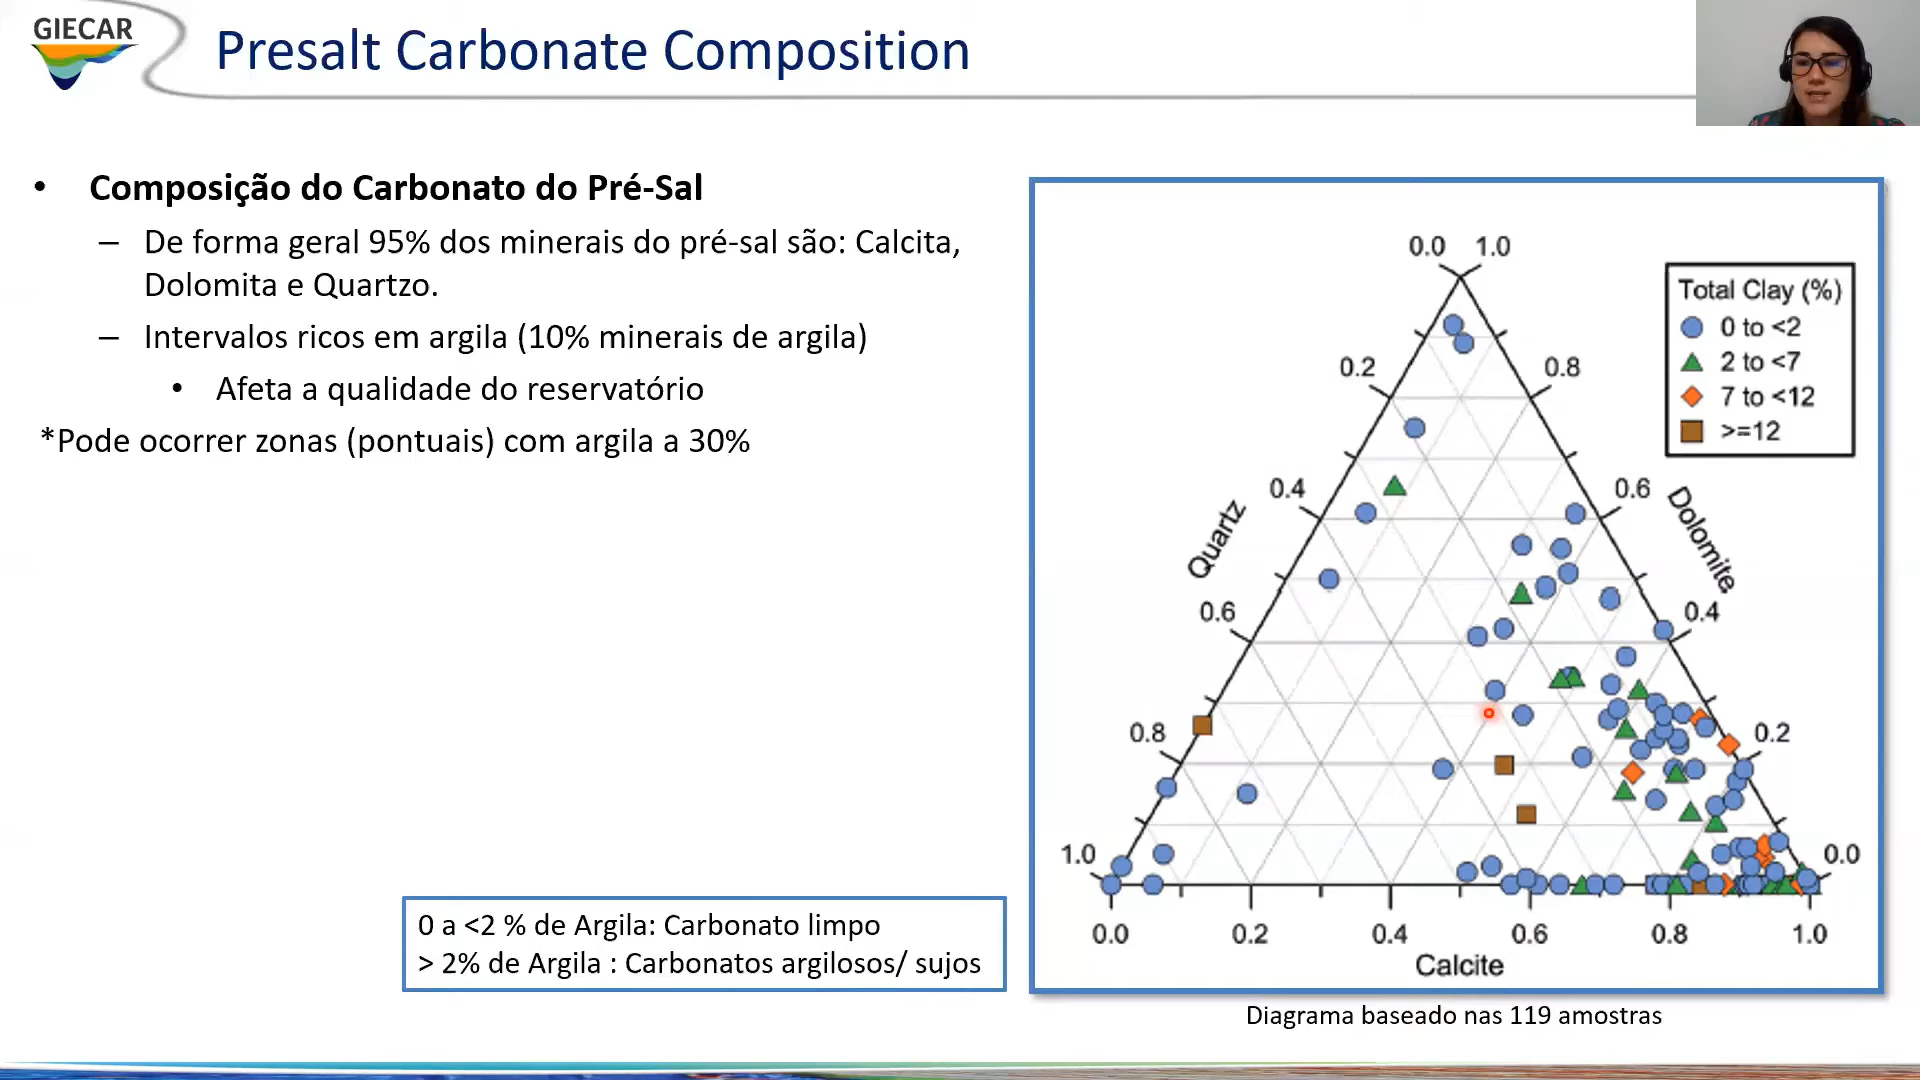 GIECAR
Presalt Carbonate Composition
• Composição do Carbonato do Pré-Sal
– De forma geral 95% dos minerais do pré-sal são: Calcita,
Dolomita e Quartzo.
– Intervalos ricos em argila (10% minerais de argila)
• Afeta a qualidade do reservatório
*Pode ocorrer zonas (pontuais) com argila a 30%
0 a <2 % de Argila: Carbonato limpo
> 2% de Argila : Carbonatos argilosos/ sujos
0.0 1.0
Total Clay (%)
0 to <2
2 to <7
7 to <12
>=12
0.2 0.8
0.4 0.6
Quartz
Dolomite
0.6 0.4
0.8 0.2
1.0 0.0
0.0 0.2 0.4 0.6 0.8 1.0
Calcite
Diagrama baseado nas 119 amostras